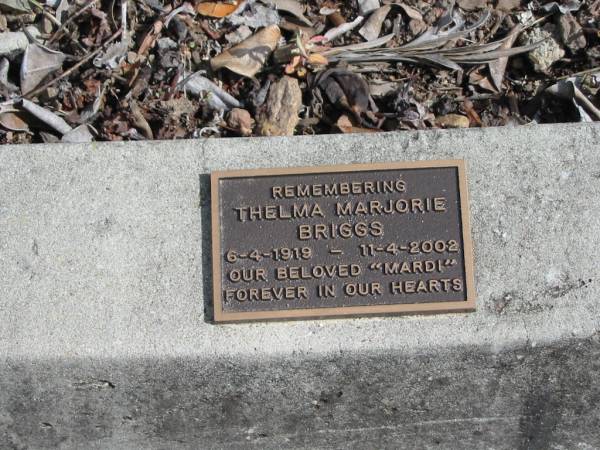 REMEMBERING
THELMA MARJORIE
BRIGGS
6-4-1919 - 11-4-2002
OUR BELOVED "MARDI"
FOREVER IN OUR HEARTS